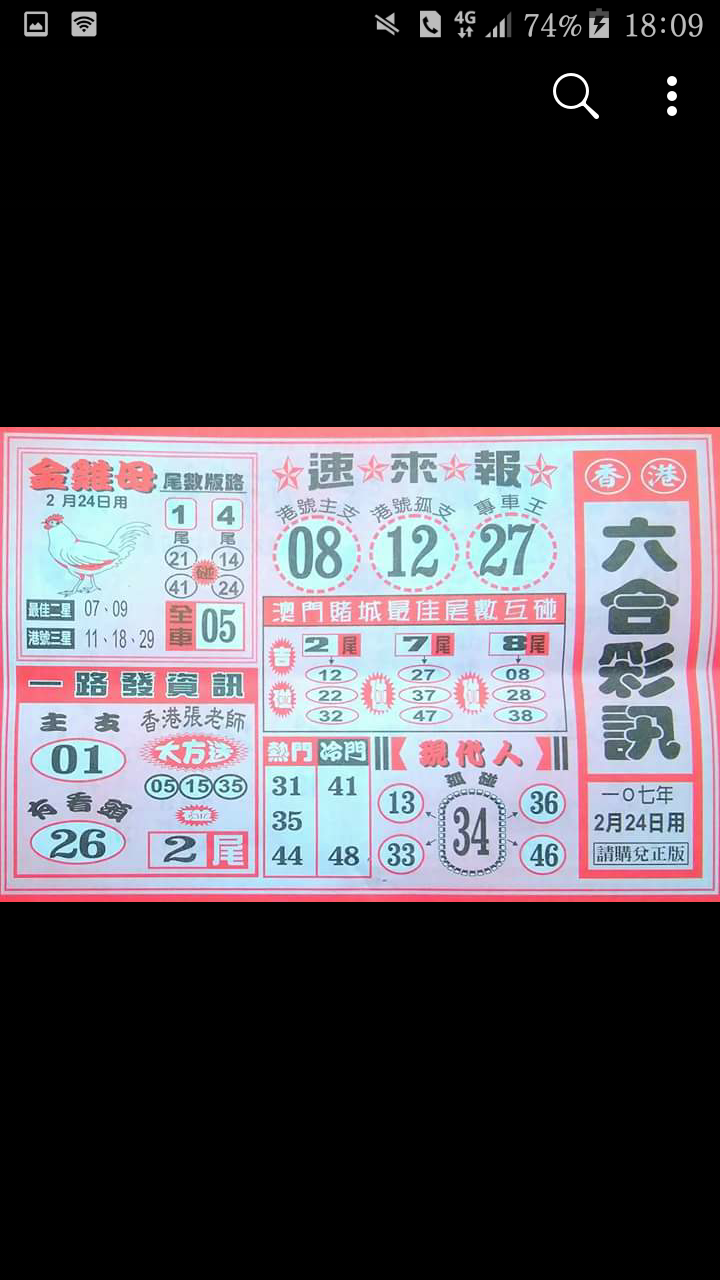 4G 74% 18:09
金雞母 尾數版路
2月24日用
1 4
尾 尾
21 碰 14
41 24
最佳二星 07、09
港號三星 11、18、29
全車 05
一路發資訊
主支 香港張老師
01 大方送
05 15 35
有看頭
26 2尾
速來報
港號主支 港號孤支 專車王
08 12 27
澳門賭城最佳尾數互碰
2尾 7尾 8尾
12 27 08
22 37 28
32 47 38
熱門 冷門
31 41
35
44 48
現代人
孤碰
13 36
34
33 46
香港
六合彩訊
一〇七年
2月24日用
請購兌正版